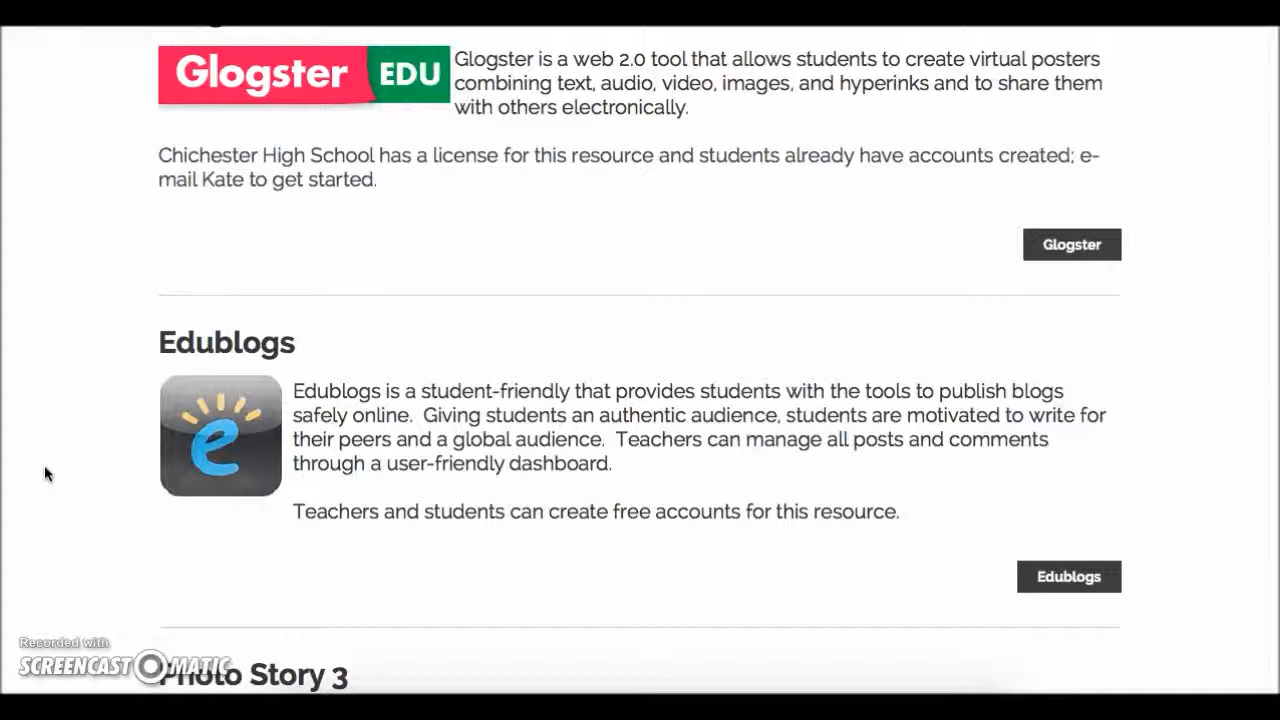 Glogster EDU
Glogster is a web 2.0 tool that allows students to create virtual posters
combining text, audio, video, images, and hyperinks and to share them
with others electronically.
Chichester High School has a license for this resource and students already have accounts created; e-
mail Kate to get started.
Glogster
Edublogs
e
Edublogs is a student-friendly that provides students with the tools to publish blogs
safely online.  Giving students an authentic audience, students are motivated to write for
their peers and a global audience.  Teachers can manage all posts and comments
through a user-friendly dashboard.
Teachers and students can create free accounts for this resource.
Edublogs
Recorded with
SCREENCAST-O-MATIC
Photo Story 3